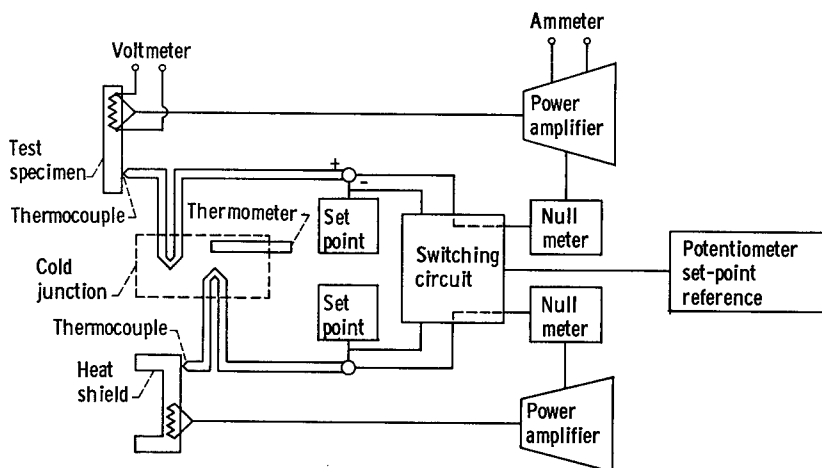 Voltmeter
Ammeter
Power
amplifier
Test
specimen
Thermocouple
+
-
Thermometer
Set
point
Null
meter
Switching
circuit
Potentiometer
set-point
reference
Cold
junction
Set
point
Null
meter
Thermocouple
Heat
shield
Power
amplifier